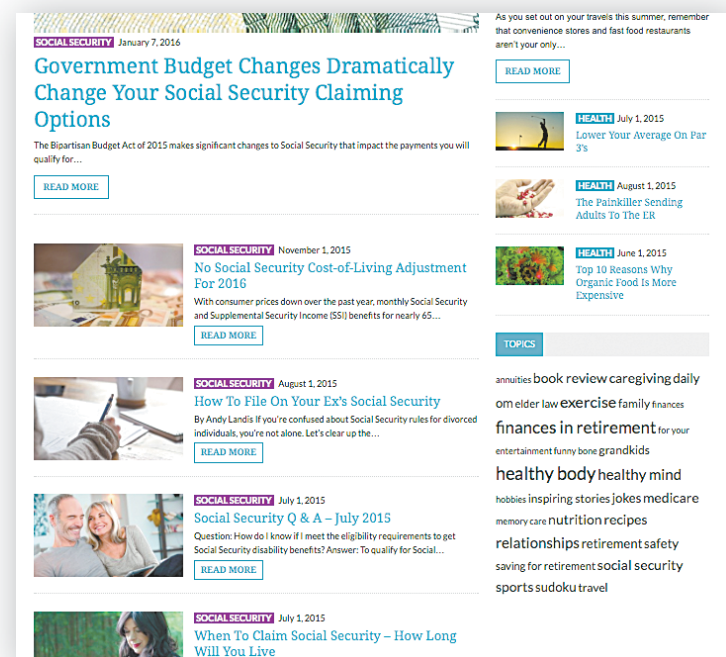 SOCIAL SECURITY January 7, 2016
Government Budget Changes Dramatically
Change Your Social Security Claiming
Options
The Bipartisan Budget Act of 2015 makes significant changes to Social Security that impact the payments you will
qualify for…
READ MORE
SOCIAL SECURITY November 1, 2015
No Social Security Cost-of-Living Adjustment
For 2016
With consumer prices down over the past year, monthly Social Security
and Supplemental Security Income (SSI) benefits for nearly 65…
READ MORE
SOCIAL SECURITY August 1, 2015
How To File On Your Ex's Social Security
By Andy Landis If you're confused about Social Security rules for divorced
individuals, you're not alone. Let's clear up the…
READ MORE
SOCIAL SECURITY July 1, 2015
Social Security Q & A – July 2015
Question: How do I know if I meet the eligibility requirements to get
Social Security disability benefits? Answer: To qualify for Social…
READ MORE
SOCIAL SECURITY July 1, 2015
When To Claim Social Security – How Long
Will You Live
As you set out on your travels this summer, remember
that convenience stores and fast food restaurants
aren't your only…
READ MORE
HEALTH July 1, 2015
Lower Your Average On Par
3's
HEALTH August 1, 2015
The Painkiller Sending
Adults To The ER
HEALTH June 1, 2015
Top 10 Reasons Why
Organic Food Is More
Expensive
TOPICS
annuities book review caregiving daily
om elder law exercise family finances
finances in retirement for your
entertainment funny bone grandkids
healthy body healthy mind
hobbies inspiring stories jokes medicare
memory care nutrition recipes
relationships retirement safety
saving for retirement social security
sports sudoku travel